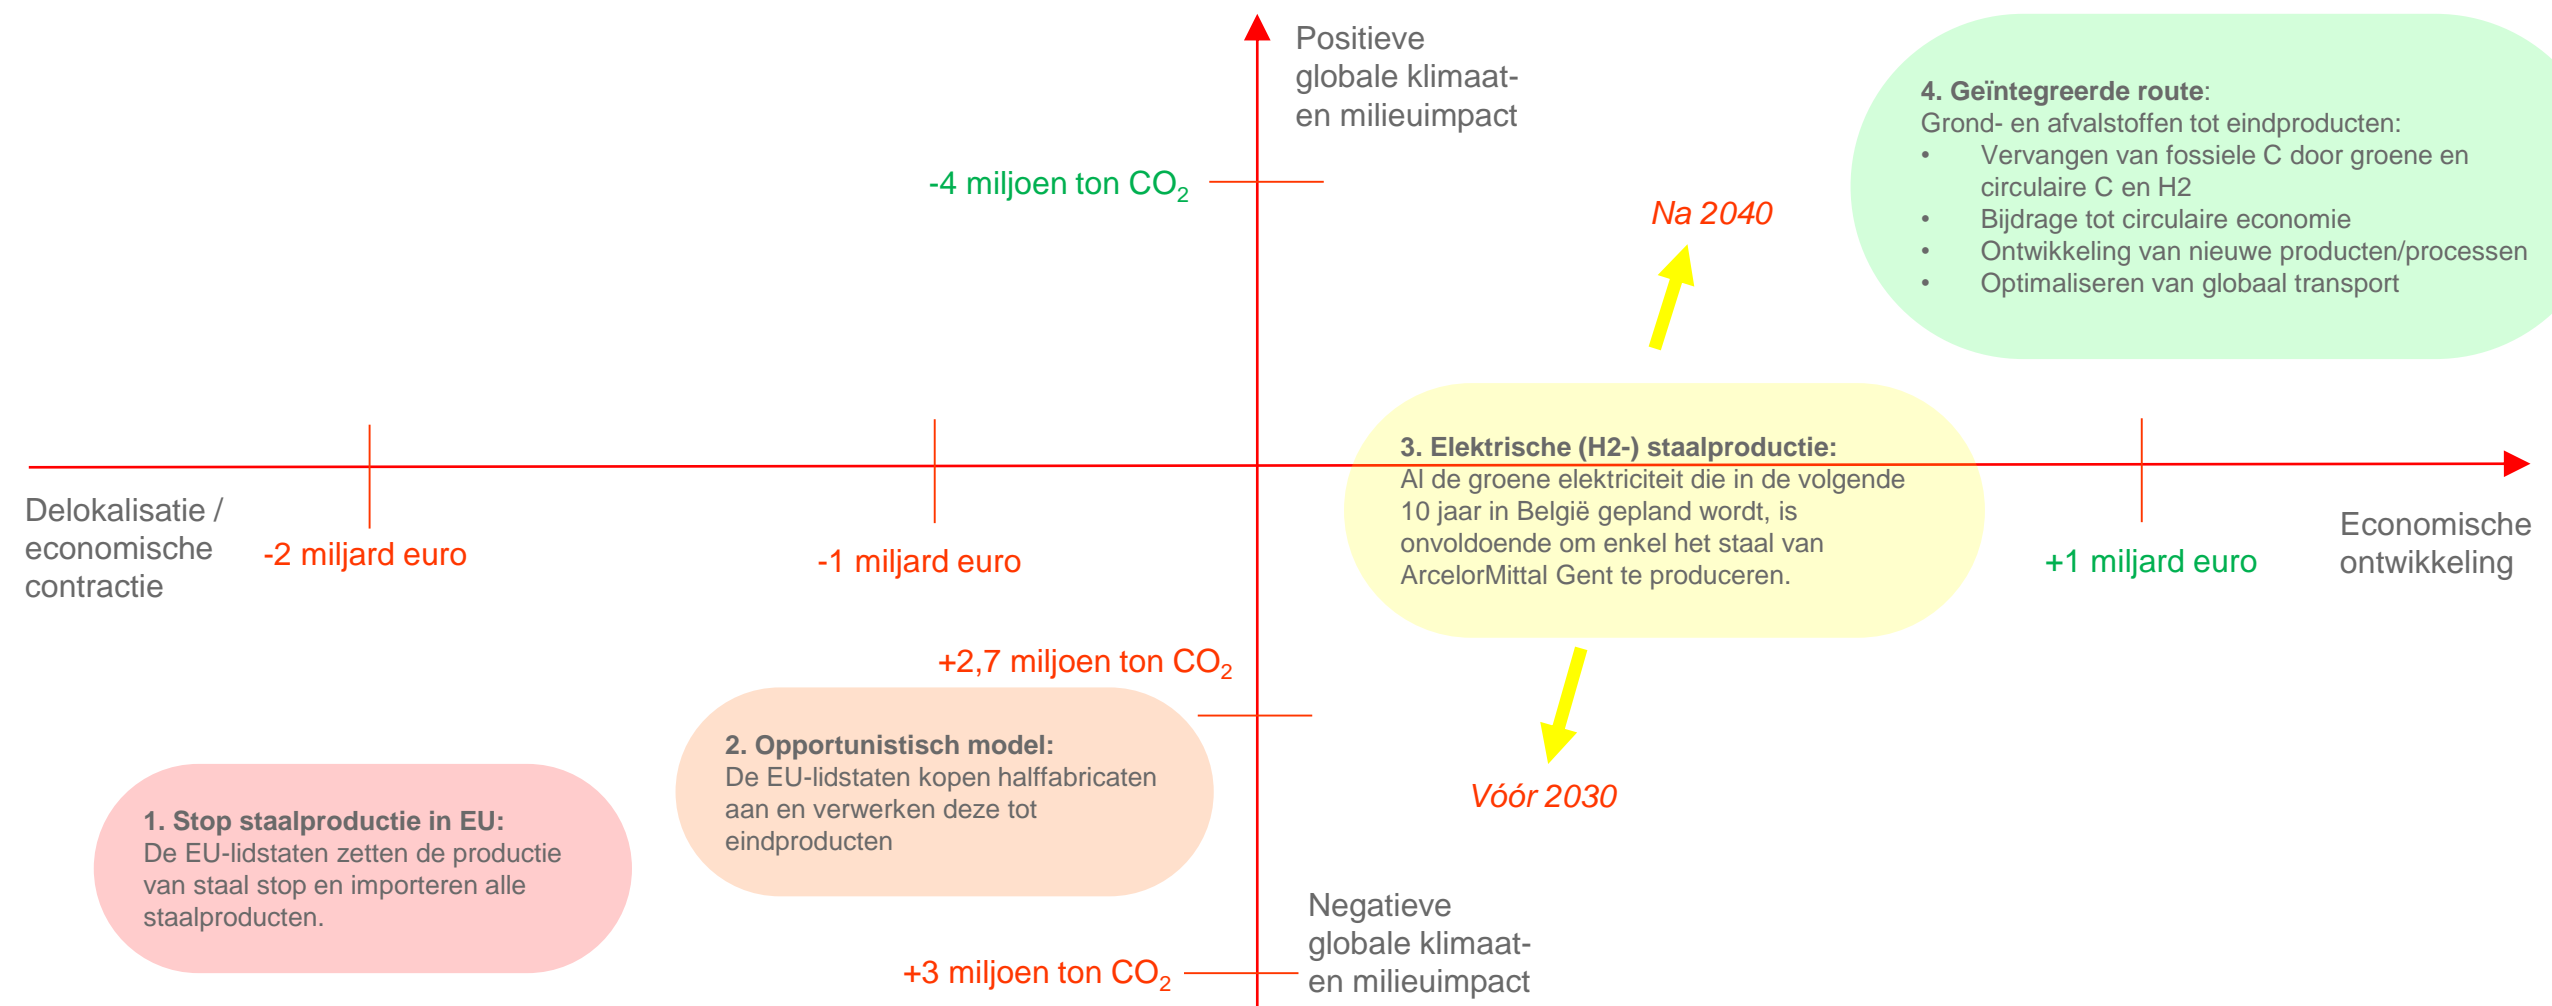 Positieve
globale klimaat-
en milieuimpact
4. Geïntegreerde route:
Grond- en afvalstoffen tot eindproducten:
• Vervangen van fossiele C door groene en
circulaire C en H2
• Bijdrage tot circulaire economie
• Ontwikkeling van nieuwe producten/processen
• Optimaliseren van globaal transport
-4 miljoen ton CO₂
Na 2040
3. Elektrische (H2-) staalproductie:
Al de groene elektriciteit die in de volgende
10 jaar in België gepland wordt, is
onvoldoende om enkel het staal van
ArcelorMittal Gent te produceren.
Delokalisatie /
economische
contractie
-2 miljard euro
-1 miljard euro
+1 miljard euro
Economische
ontwikkeling
+2,7 miljoen ton CO₂
2. Opportunistisch model:
De EU-lidstaten kopen halffabricaten
aan en verwerken deze tot
eindproducten
Vóór 2030
1. Stop staalproductie in EU:
De EU-lidstaten zetten de productie
van staal stop en importeren alle
staalproducten.
Negatieve
globale klimaat-
en milieuimpact
+3 miljoen ton CO₂